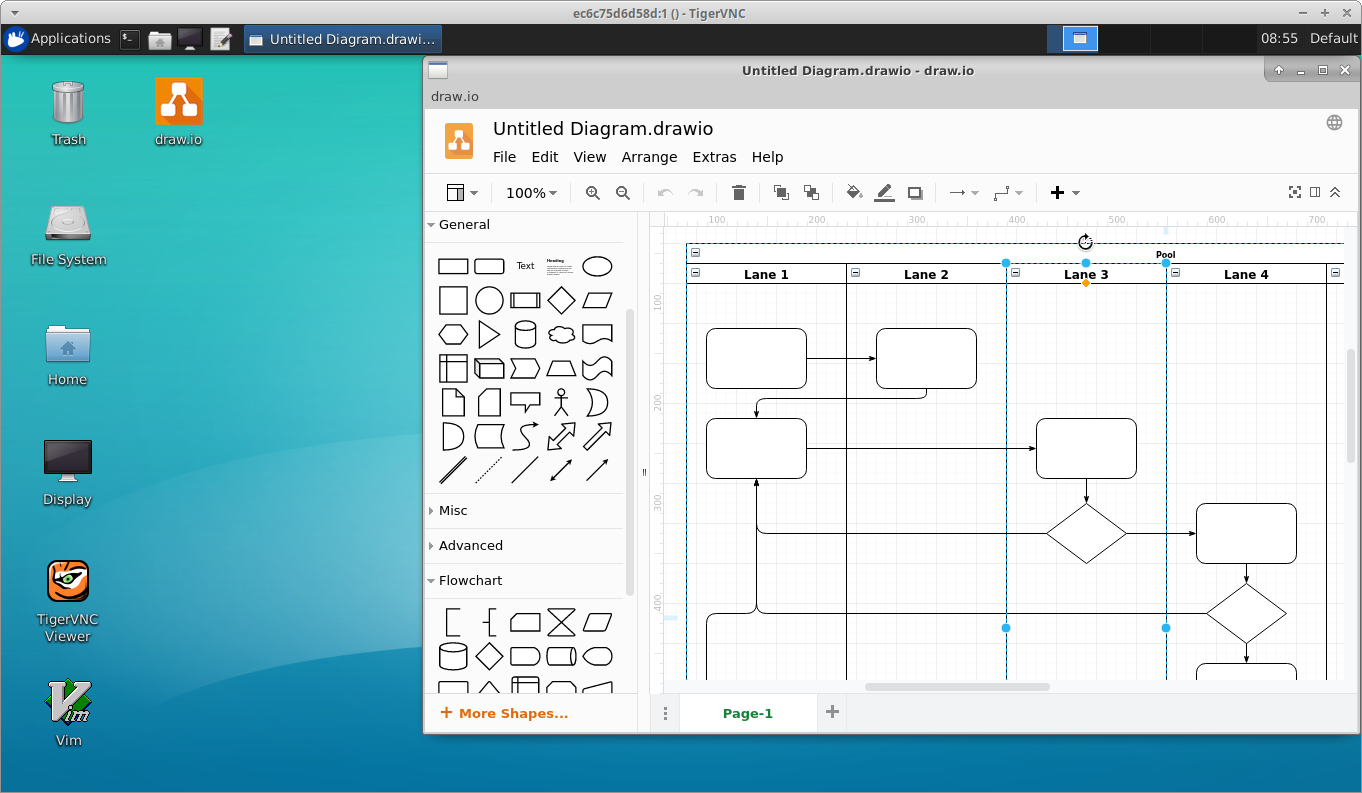 ec6c75d6d58d:1 () - TigerVNC
Applications
Untitled Diagram.drawi...
08:55
Default
Trash
draw.io
File System
Home
Display
TigerVNC
Viewer
Vim
Untitled Diagram.drawio - draw.io
draw.io
Untitled Diagram.drawio
File Edit View Arrange Extras Help
100%
General
Text
Heading
Misc
Advanced
Flowchart
More Shapes...
100 200 300 400 500 600 700
100
200
300
400
Pool
Lane 1 Lane 2 Lane 3 Lane 4
Page-1